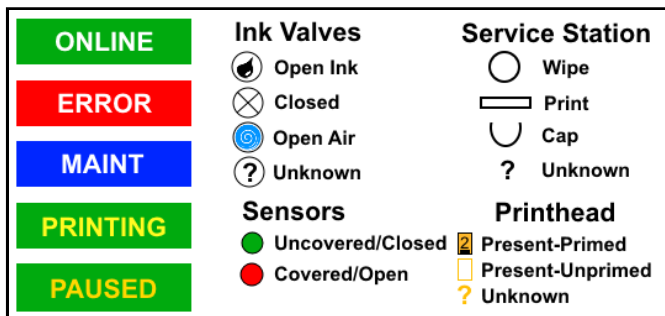 ONLINE
ERROR
MAINT
PRINTING
PAUSED
Ink Valves
Open Ink
Closed
Open Air
? Unknown
Sensors
Uncovered/Closed
Covered/Open
Service Station
Wipe
Print
Cap
? Unknown
Printhead
2 Present-Primed
Present-Unprimed
? Unknown